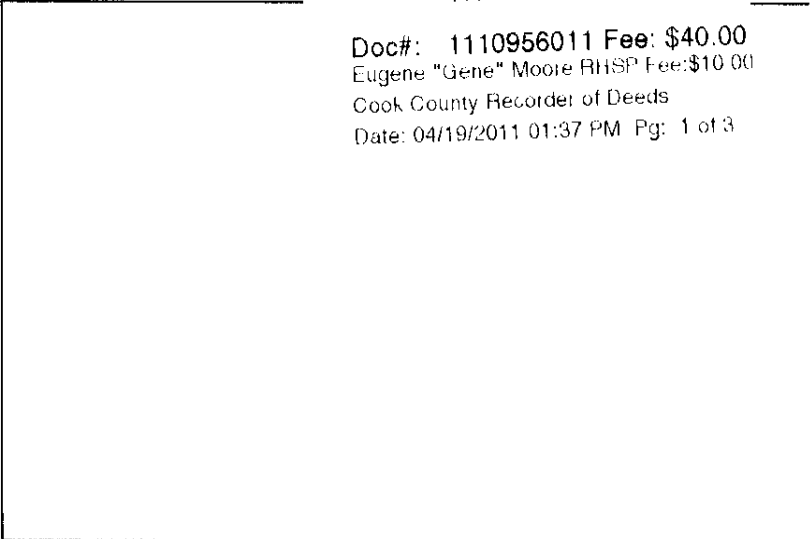 Doc#: 1110956011 Fee: $40.00
Eugene "Gene" Moore RHSP Fee:$10.00
Cook County Recorder of Deeds
Date: 04/19/2011 01:37 PM Pg: 1 of 3